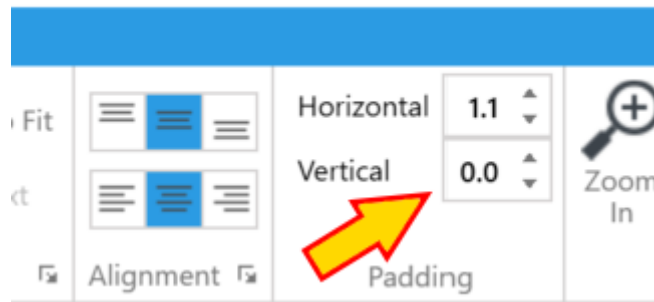 Fit
Horizontal 1.1
Vertical 0.0
Zoom
In
Alignment
Padding